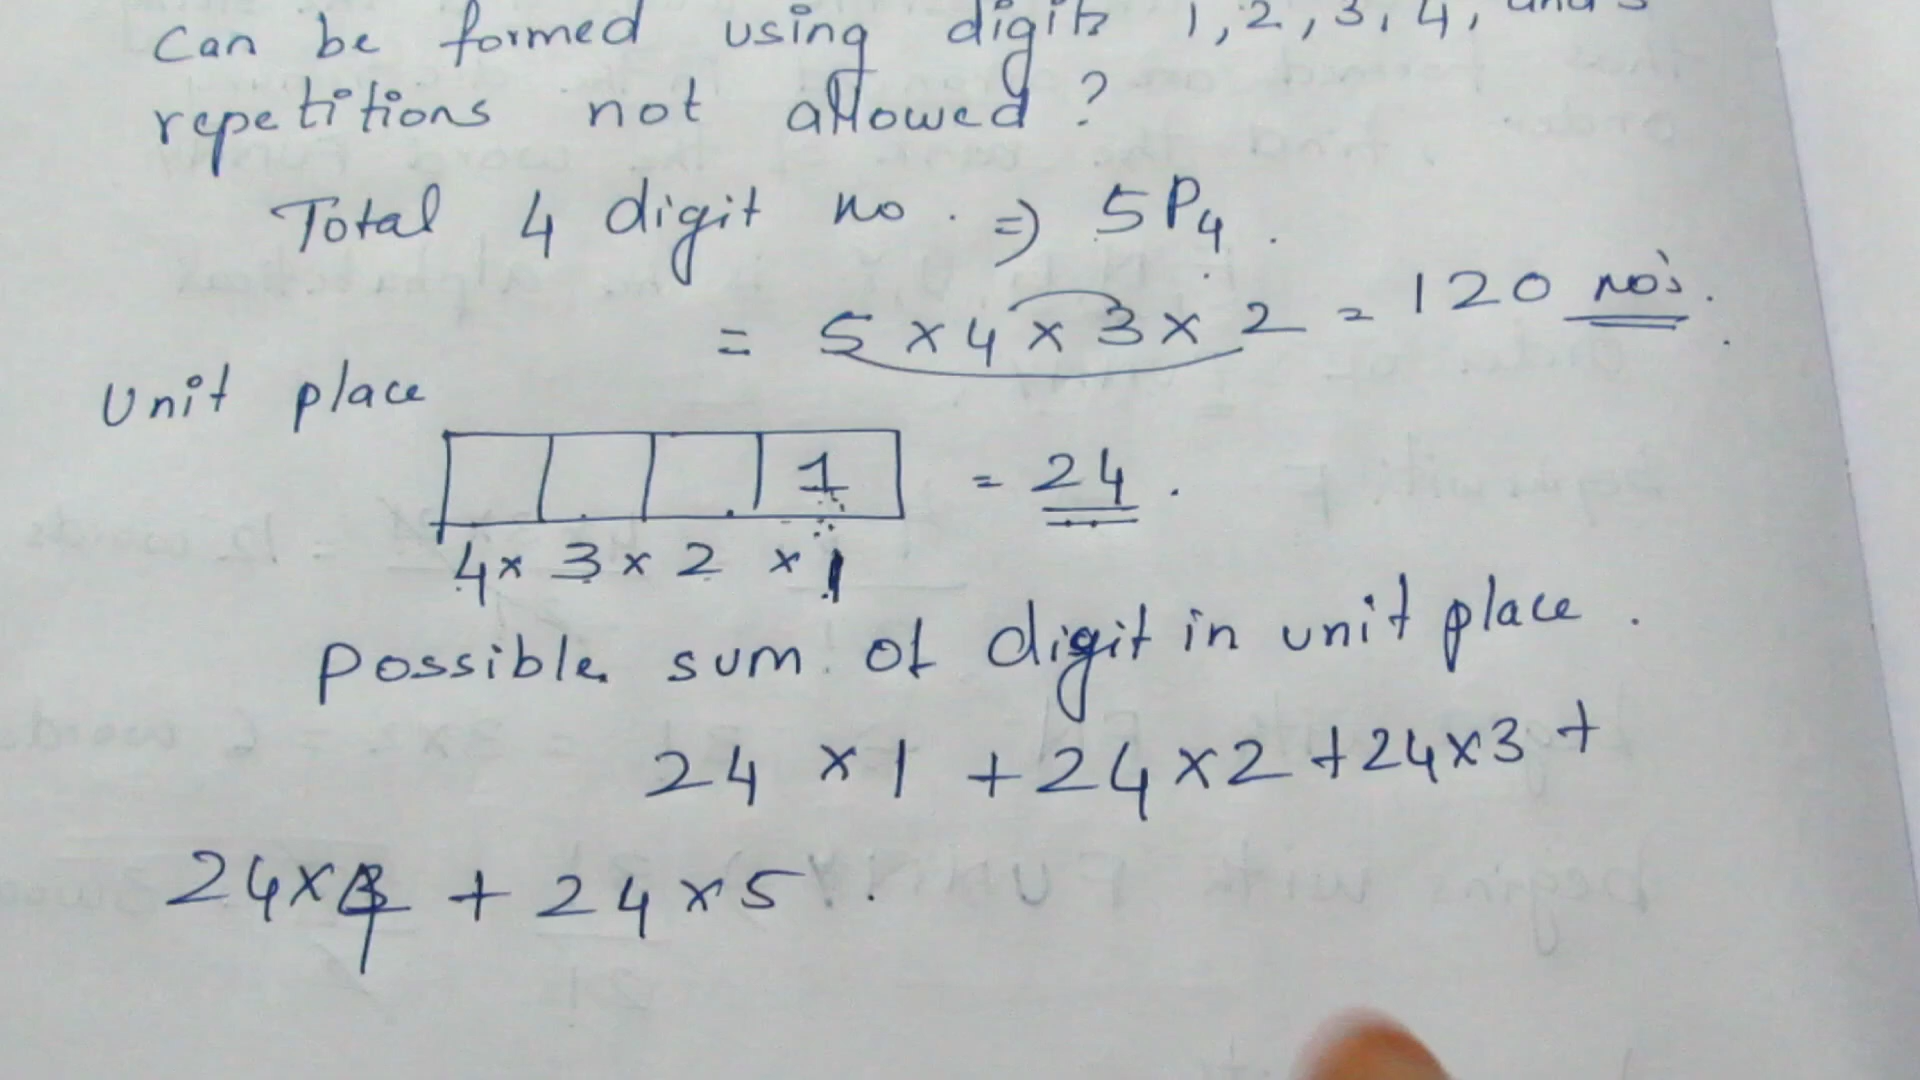 Can be formed using digits 1, 2, 3, 4, and 5
repetitions not allowed?
Total 4 digit no. => 5P4.
= 5 x 4 x 3 x 2 = 120 no's.
Unit place
1 = 24.
4 x 3 x 2 x 1
Possible sum of digit in unit place.
24 x 1 + 24 x 2 + 24 x 3 +
24 x 4 + 24 x 5.